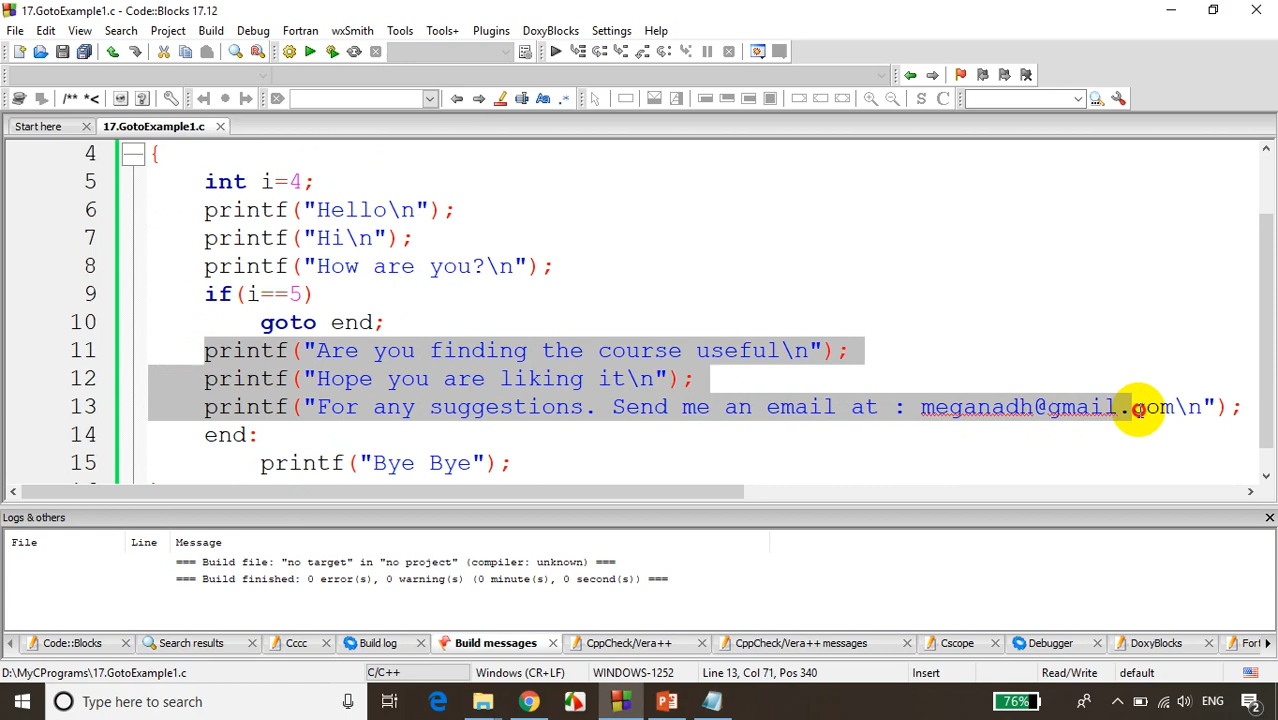 17.GotoExample1.c - Code::Blocks 17.12
File Edit View Search Project Build Debug Fortran wxSmith Tools Tools+ Plugins DoxyBlocks Settings Help
/** *< S C
Start here 17.GotoExample1.c
4 {
5 int i=4;
6 printf("Hello\n");
7 printf("Hi\n");
8 printf("How are you?\n");
9 if(i==5)
10 goto end;
11 printf("Are you finding the course useful\n");
12 printf("Hope you are liking it\n");
13 printf("For any suggestions. Send me an email at : meganadh@gmail.com\n");
14 end:
15 printf("Bye Bye");
Logs & others
File Line Message
=== Build file: "no target" in "no project" (compiler: unknown) ===
=== Build finished: 0 error(s), 0 warning(s) (0 minute(s), 0 second(s)) ===
Code::Blocks Search results Cccc Build log Build messages CppCheck/Vera++ CppCheck/Vera++ messages Cscope Debugger DoxyBlocks Fort
D:\MyCPrograms\17.GotoExample1.c C/C++ Windows (CR+LF) WINDOWS-1252 Line 13, Col 71, Pos 340 Insert Read/Write default
Type here to search 76% ENG 2